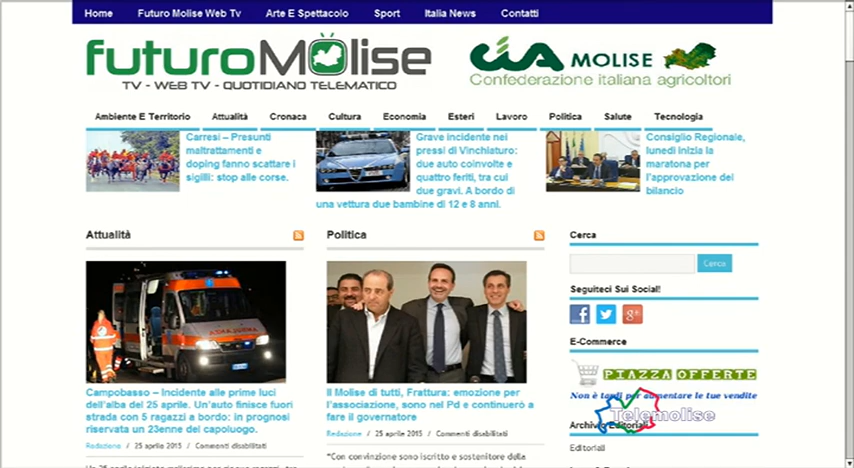 Home Futuro Molise Web Tv Arte E Spettacolo Sport Italia News Contatti
futuroMolise
TV - WEB TV - QUOTIDIANO TELEMATICO
CIA MOLISE
Confederazione italiana agricoltori
Ambiente E Territorio Attualità Cronaca Cultura Economia Esteri Lavoro Politica Salute Tecnologia
Carresi – Presunti
maltrattamenti e
doping fanno scattare i
sigilli: stop alle corse.
Grave incidente nei
pressi di Vinchiaturo:
due auto coinvolte e
quattro feriti, tra cui
due gravi. A bordo di
una vettura due bambine di 12 e 8 anni.
Consiglio Regionale,
lunedì inizia la
maratona per
l'approvazione del
bilancio
Attualità
Campobasso – Incidente alle prime luci
dell'alba del 25 aprile. Un'auto finisce fuori
strada con 5 ragazzi a bordo: in prognosi
riservata un 23enne del capoluogo.
Redazione / 25 aprile 2015 / Commenti disabilitati
Politica
Il Molise di tutti, Frattura: emozione per
l'associazione, sono nel Pd e continuerò a
fare il governatore
Redazione / 25 aprile 2015 / Commenti disabilitati
"Con convinzione sono iscritto e sostenitore della
Cerca
Cerca
Seguiteci Sui Social!
E-Commerce
PIAZZA OFFERTE
Non è tardi per aumentare le tue vendite
Telemolise
Archivio Editoriali
Editoriali